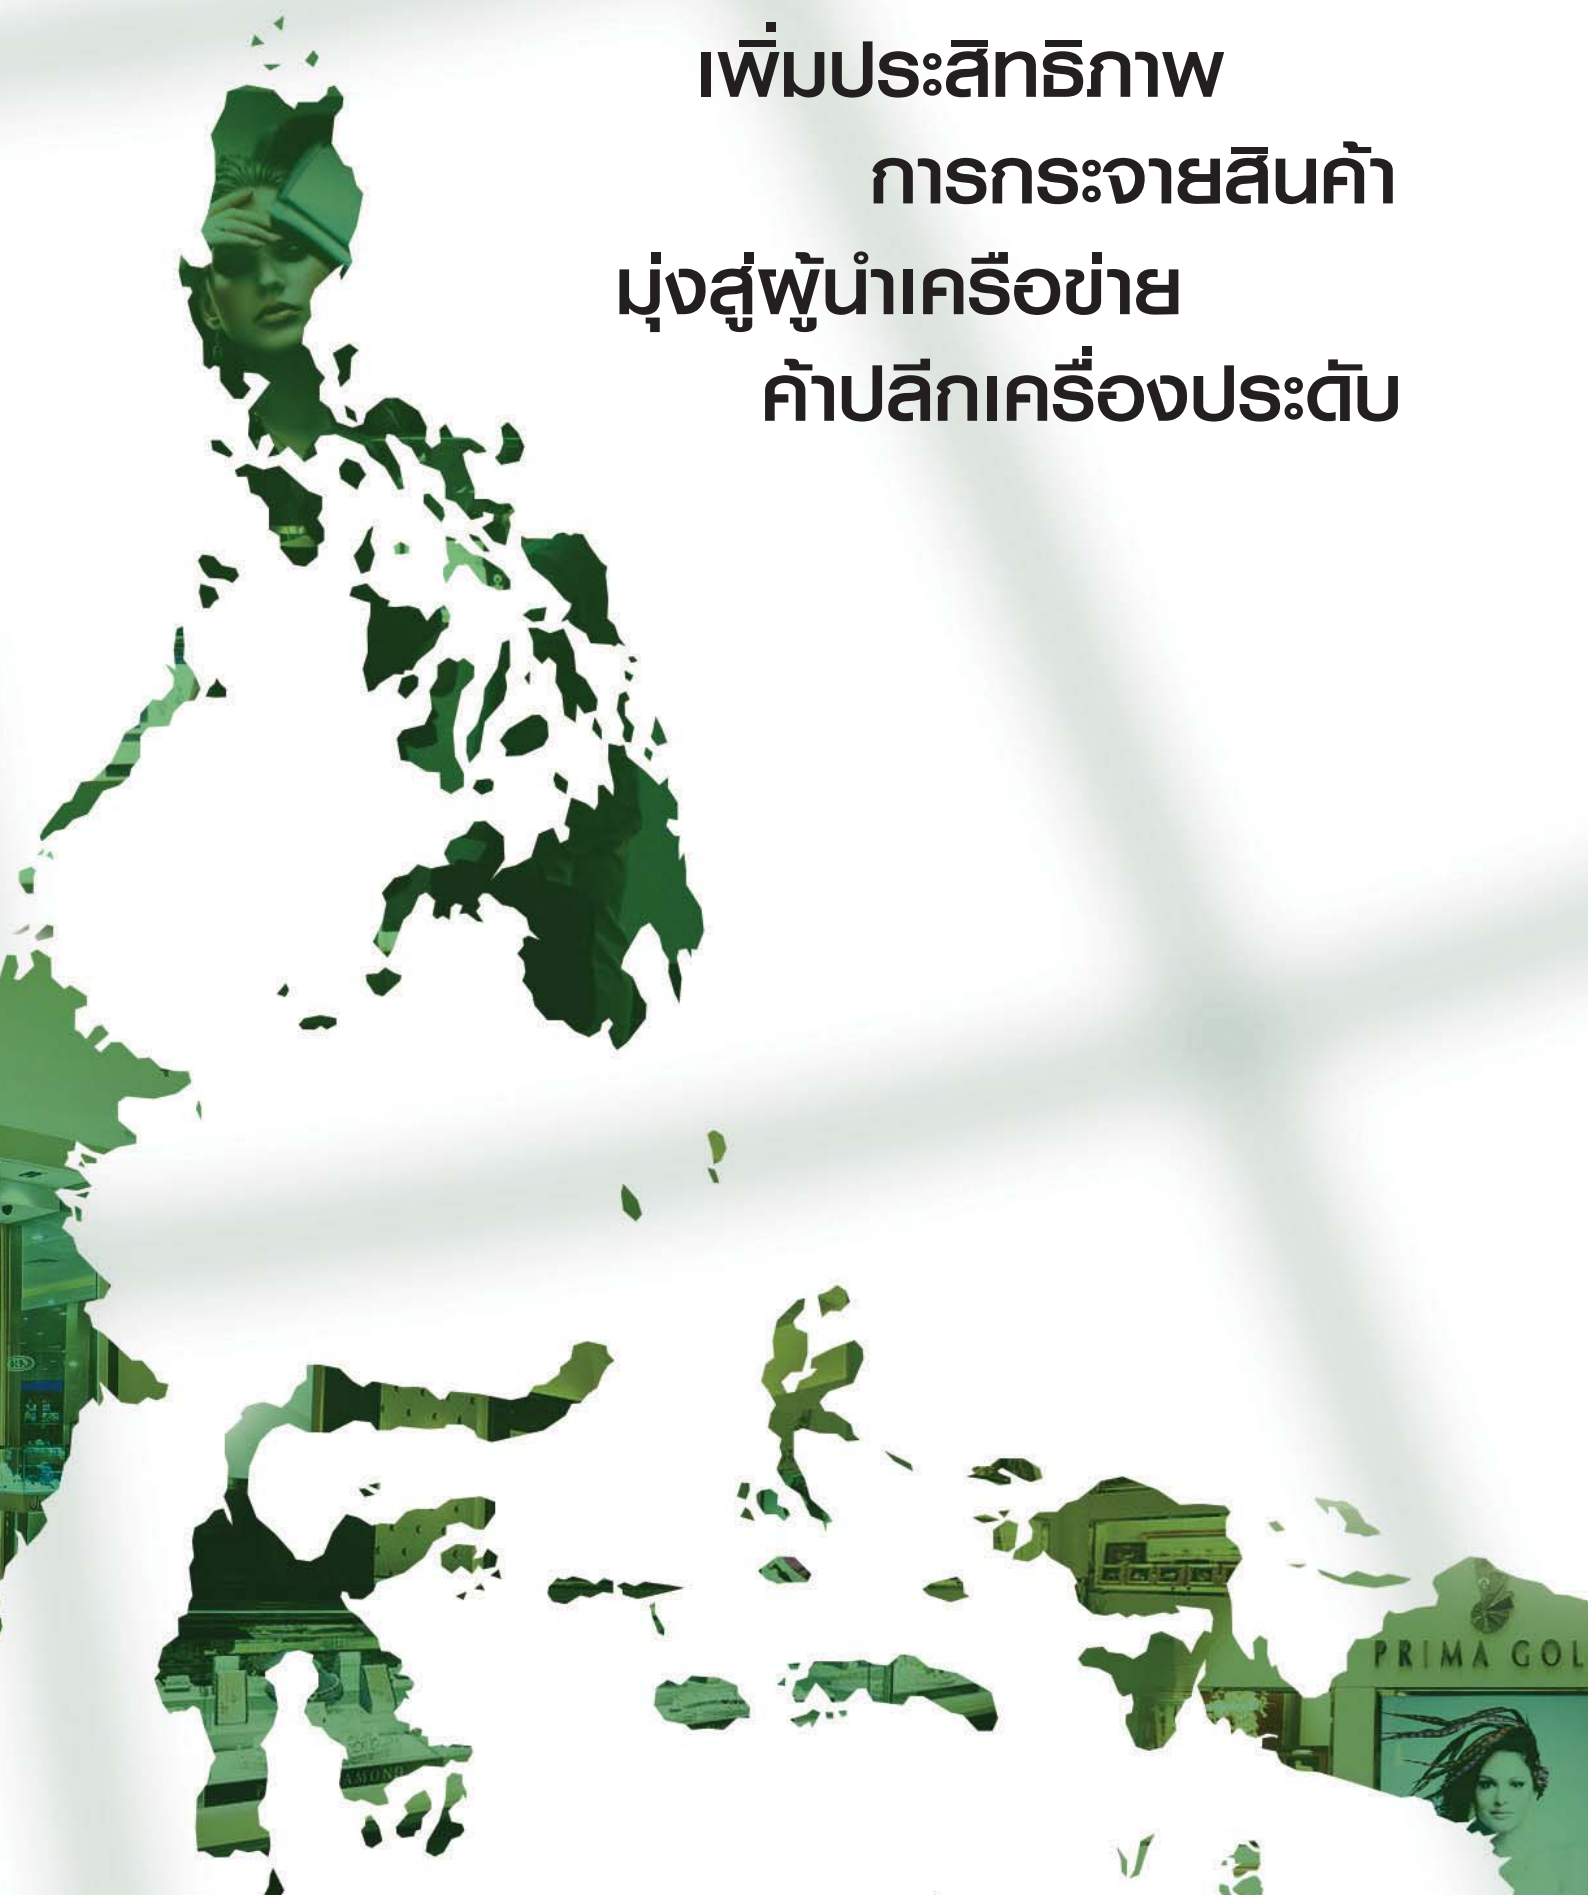 เพิ่มประสิทธิภาพ
การกระจายสินค้า
มุ่งสู่ผู้นำเครือข่าย
ค้าปลีกเครื่องประดับ
PRIMA GOL
AMOND